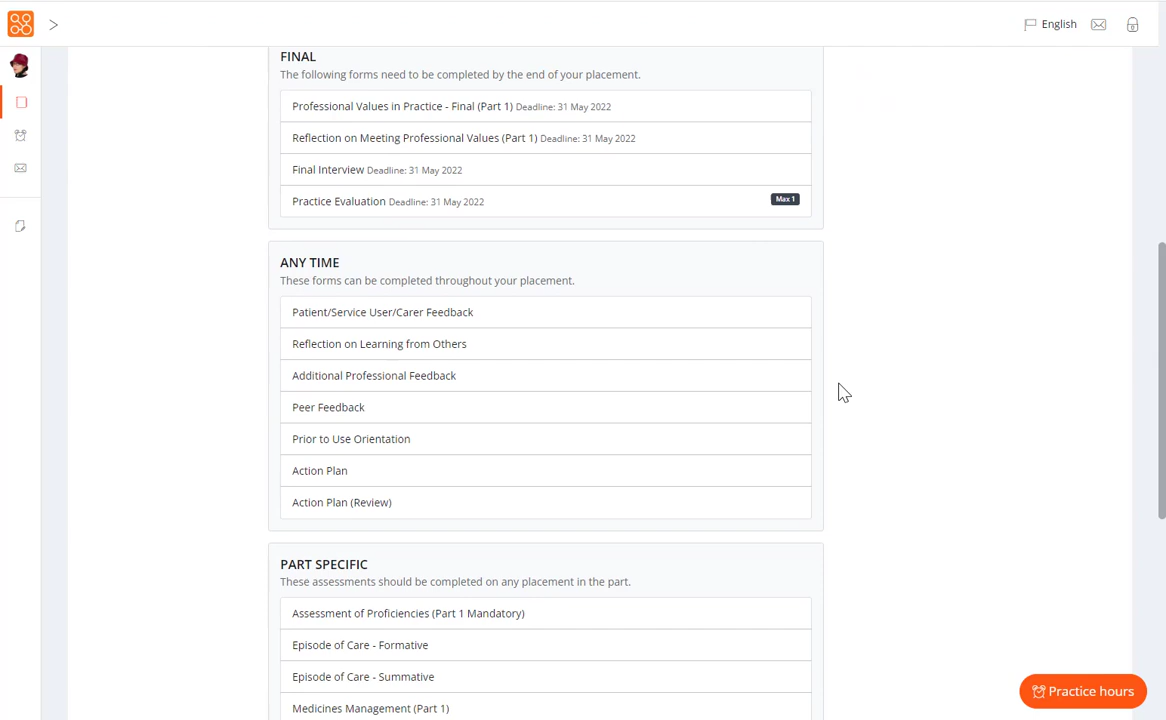 English
FINAL
The following forms need to be completed by the end of your placement.
Professional Values in Practice - Final (Part 1) Deadline: 31 May 2022
Reflection on Meeting Professional Values (Part 1) Deadline: 31 May 2022
Final Interview Deadline: 31 May 2022
Practice Evaluation Deadline: 31 May 2022 Max 1
ANY TIME
These forms can be completed throughout your placement.
Patient/Service User/Carer Feedback
Reflection on Learning from Others
Additional Professional Feedback
Peer Feedback
Prior to Use Orientation
Action Plan
Action Plan (Review)
PART SPECIFIC
These assessments should be completed on any placement in the part.
Assessment of Proficiencies (Part 1 Mandatory)
Episode of Care - Formative
Episode of Care - Summative
Practice hours
Medicines Management (Part 1)